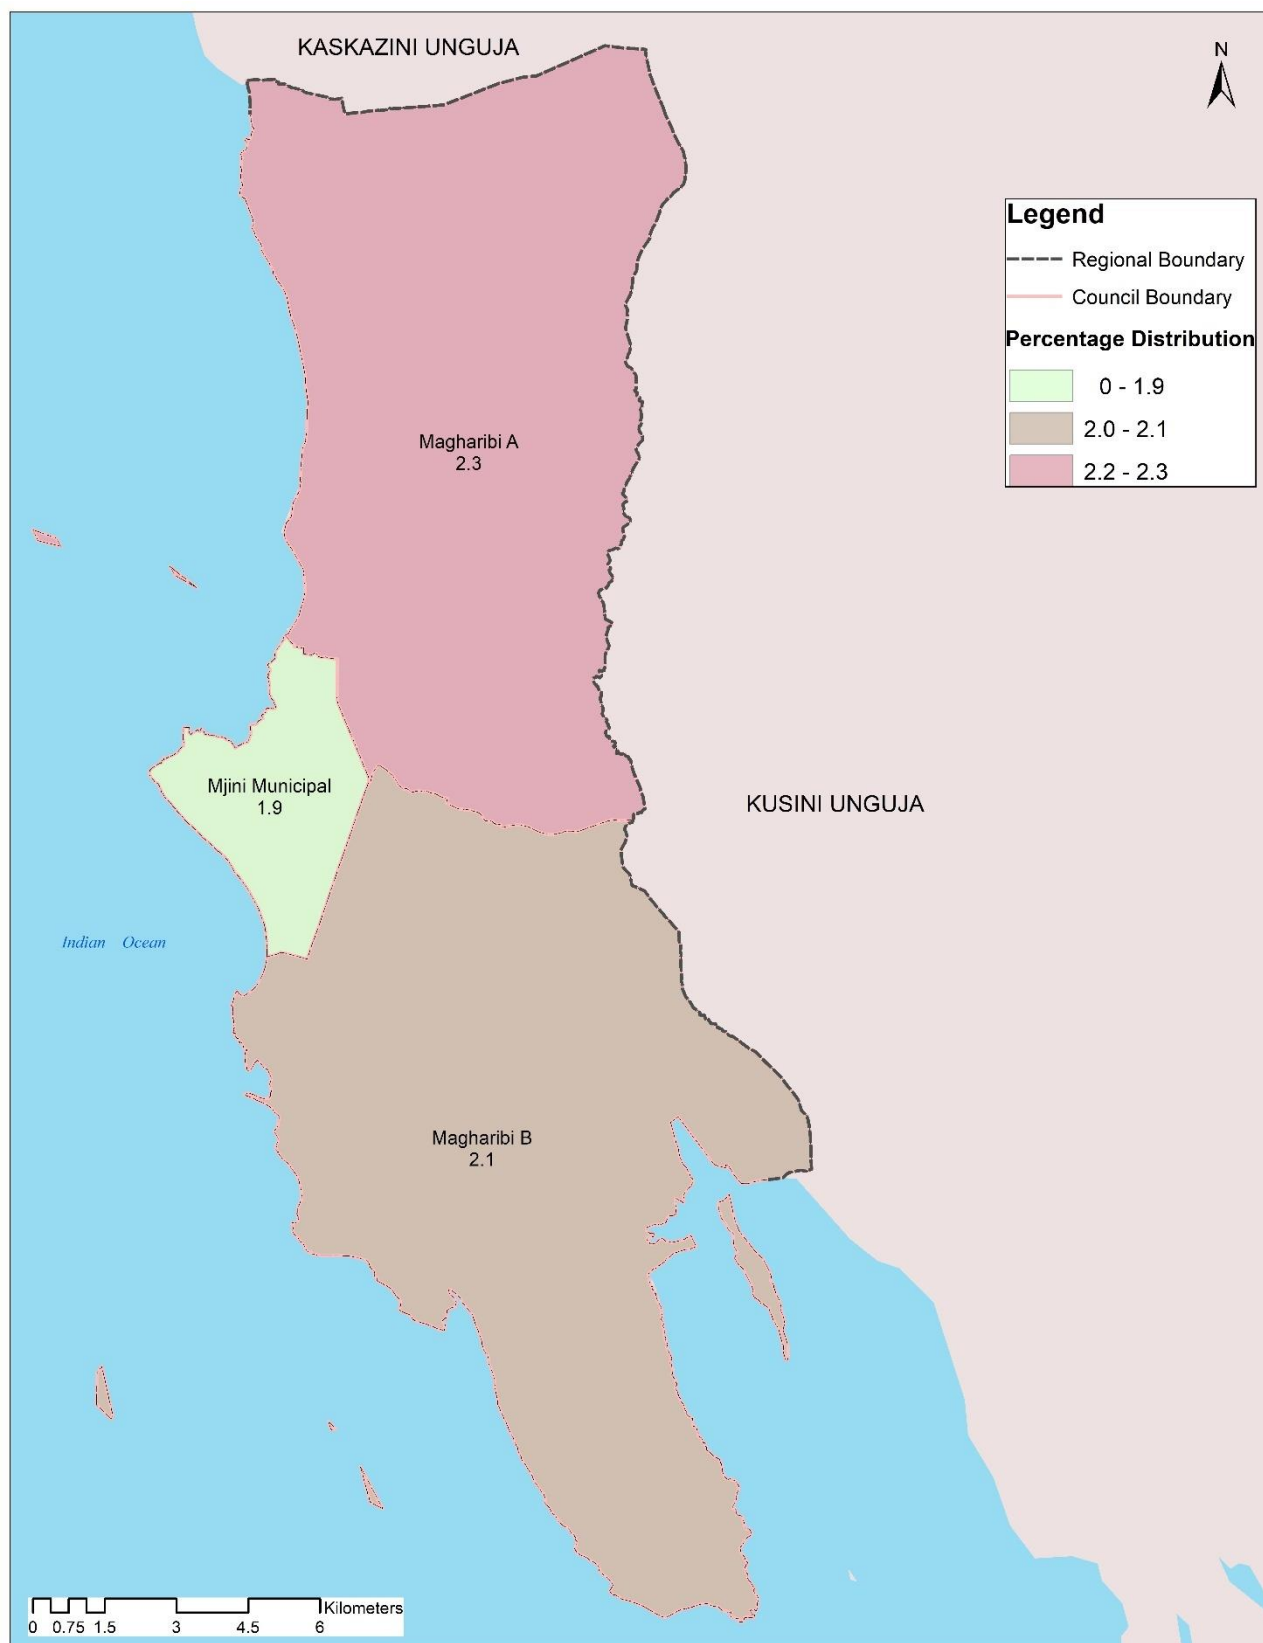 KASKAZINI UNGUJA
N
Legend
Regional Boundary
Council Boundary
Percentage Distribution
0 - 1.9
2.0 - 2.1
2.2 - 2.3
Magharibi A
2.3
Mjini Municipal
1.9
KUSINI UNGUJA
Indian Ocean
Magharibi B
2.1
Kilometers
0 0.75 1.5 3 4.5 6